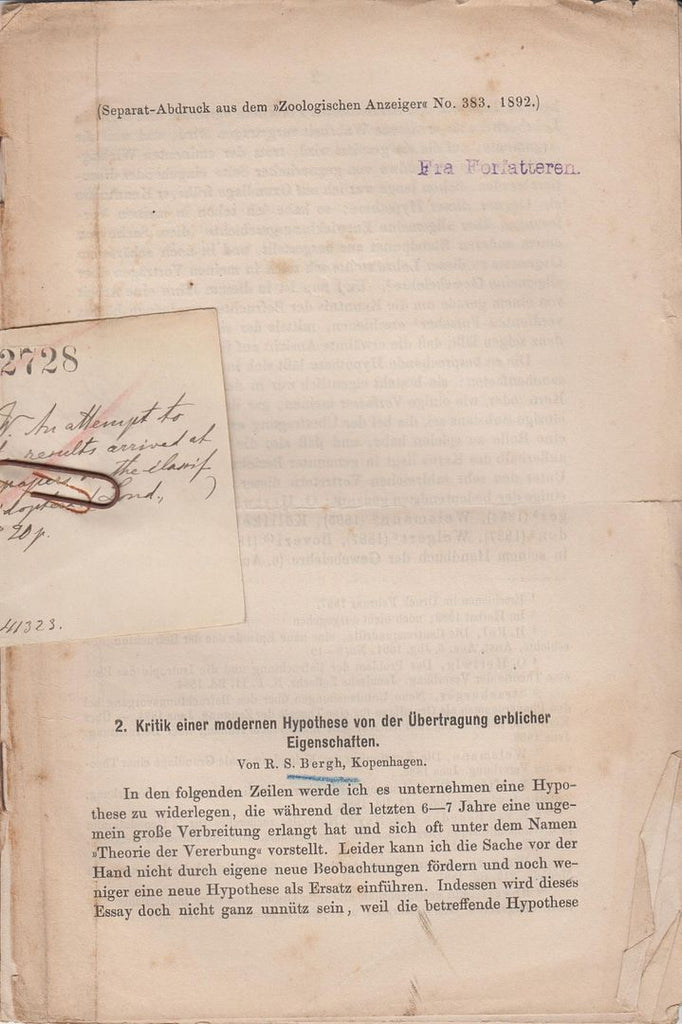 (Separat-Abdruck aus dem »Zoologischen Anzeiger« No. 383. 1892.)
Fra Forfatteren.
2728
An attempt to
results arrived at
papers the classif
Lond,
20 p.
41323.
2. Kritik einer modernen Hypothese von der Übertragung erblicher
Eigenschaften.
Von R. S. Bergh, Kopenhagen.
In den folgenden Zeilen werde ich es unternehmen eine Hypo-
these zu widerlegen, die während der letzten 6—7 Jahre eine unge-
mein große Verbreitung erlangt hat und sich oft unter dem Namen
»Theorie der Vererbung« vorstellt. Leider kann ich die Sache vor der
Hand nicht durch eigene neue Beobachtungen fördern und noch we-
niger eine neue Hypothese als Ersatz einführen. Indessen wird dieses
Essay doch nicht ganz unnütz sein, weil die betreffende Hypothese